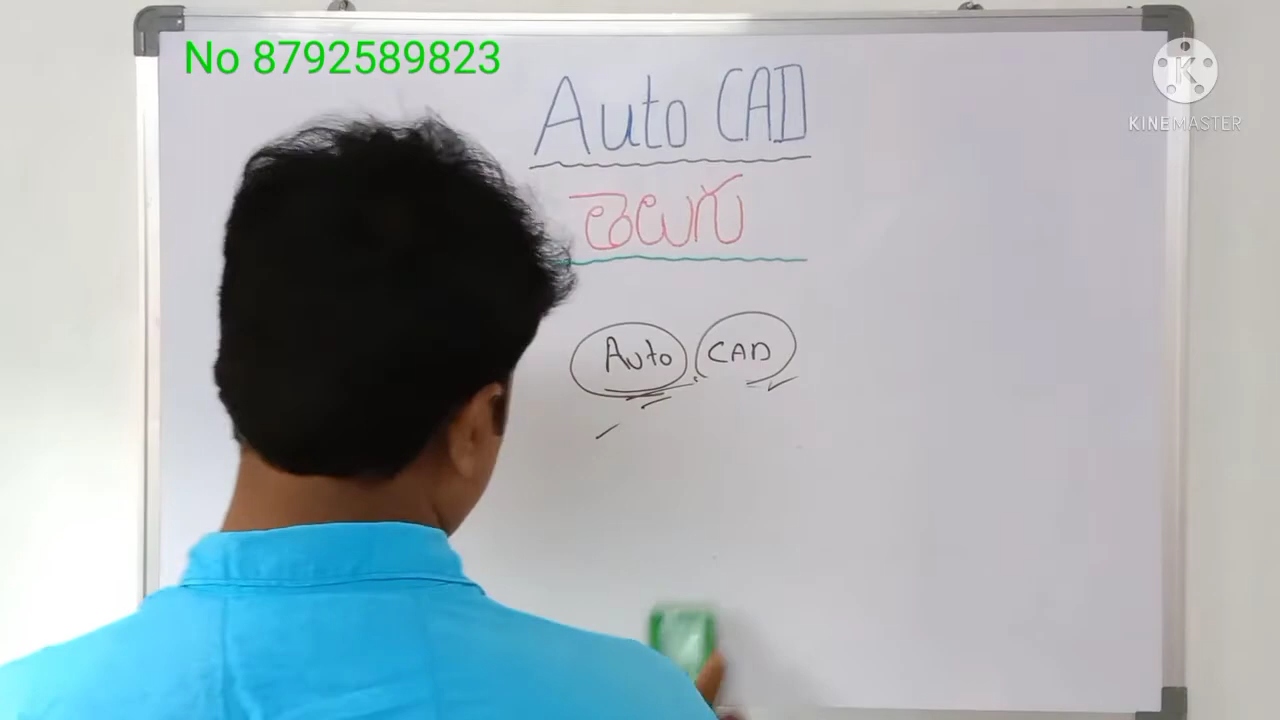 No 8792589823
KINEMASTER
Auto CAD
తెలుగు
Auto CAD